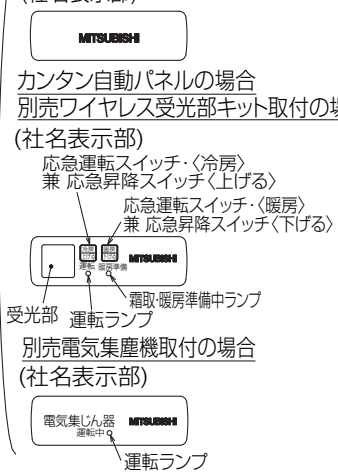 (社名表示部)
MITSUBISHI
カンタン自動パネルの場合
別売ワイヤレス受光部キット取付の場
(社名表示部)
応急運転スイッチ・〈冷房〉
兼 応急昇降スイッチ〈上げる〉
応急運転スイッチ・〈暖房〉
兼 応急昇降スイッチ〈下げる〉
MITSUBISHI
運転 暖房準備
霜取・暖房準備中ランプ
受光部 運転ランプ
別売電気集塵機取付の場合
(社名表示部)
電気集じん器 MITSUBISHI
運転中
運転ランプ